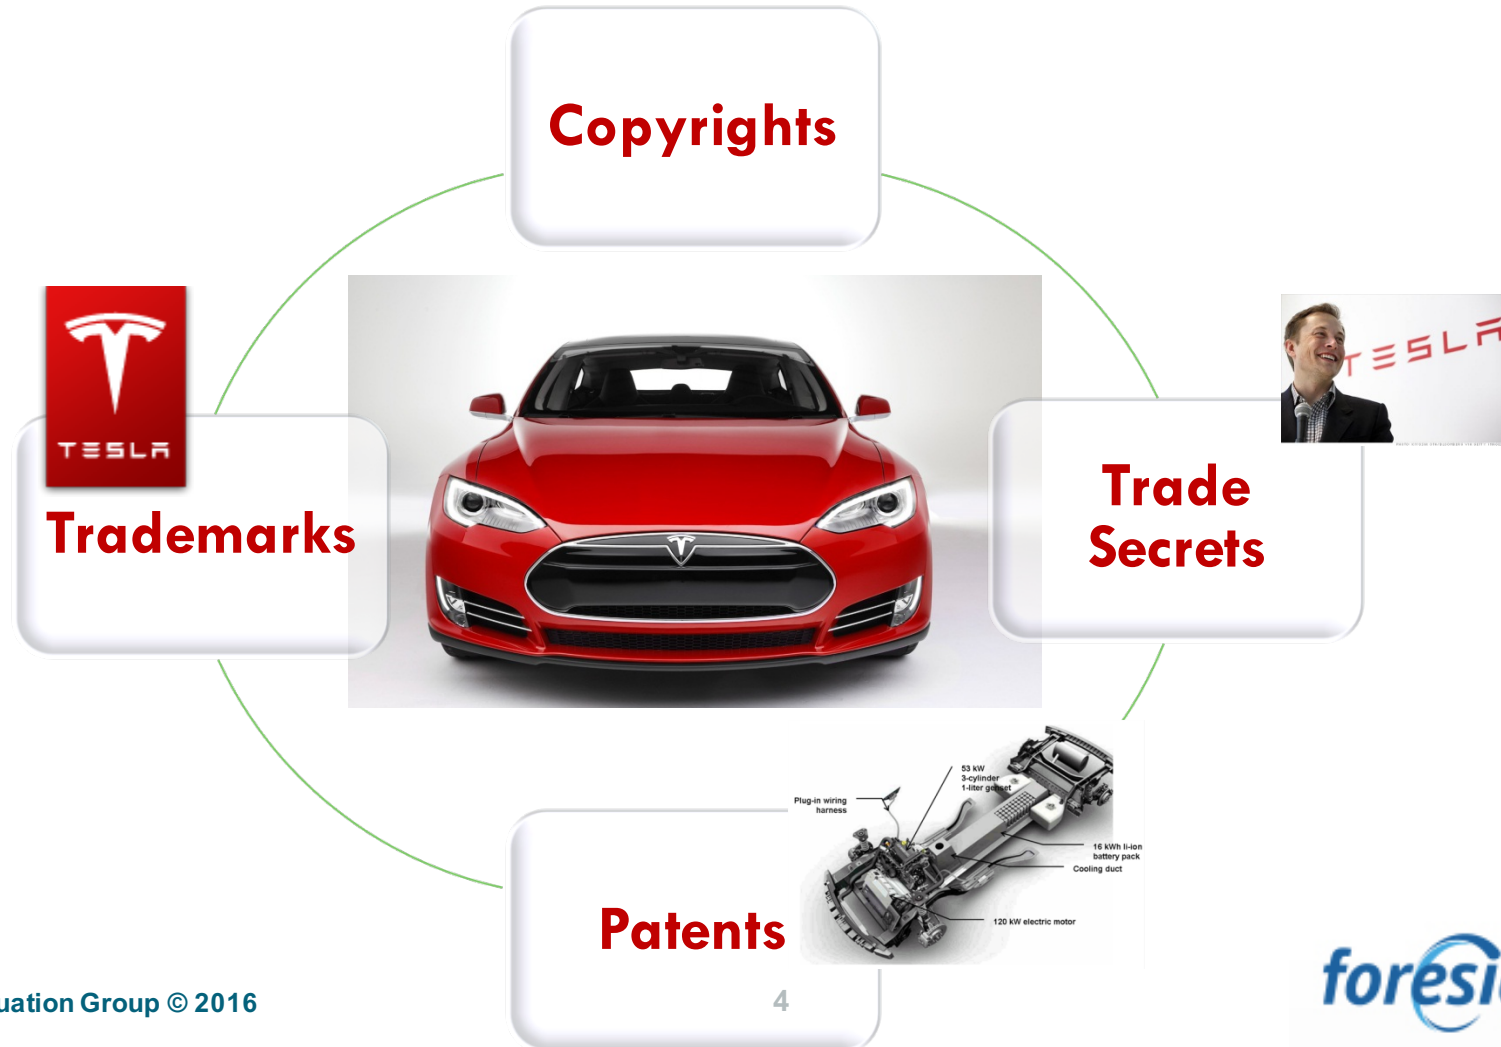 Copyrights
TESLA
TESLA
Trademarks
Trade
Secrets
53 kW
3-cylinder
1-liter genset
Plug-in wiring
harness
16 kWh li-ion
battery pack
Cooling duct
120 kW electric motor
Patents
uation Group © 2016
4
foresi